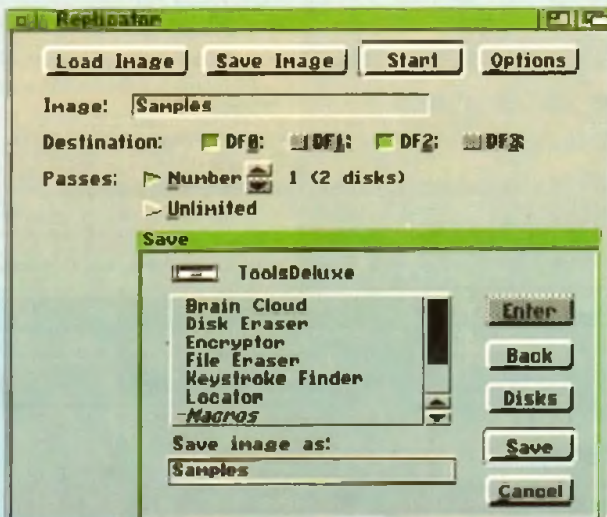 Replicator
Load Image Save Image Start Options
Image: Samples
Destination: DF0: DF1: DF2: DF3:
Passes: Number 1 (2 disks)
Unlimited
Save
ToolsDeluxe
Brain Cloud
Disk Eraser
Encryptor
File Eraser
Keystroke Finder
Locator
Macros
Enter
Back
Disks
Save image as:
Samples
Save
Cancel